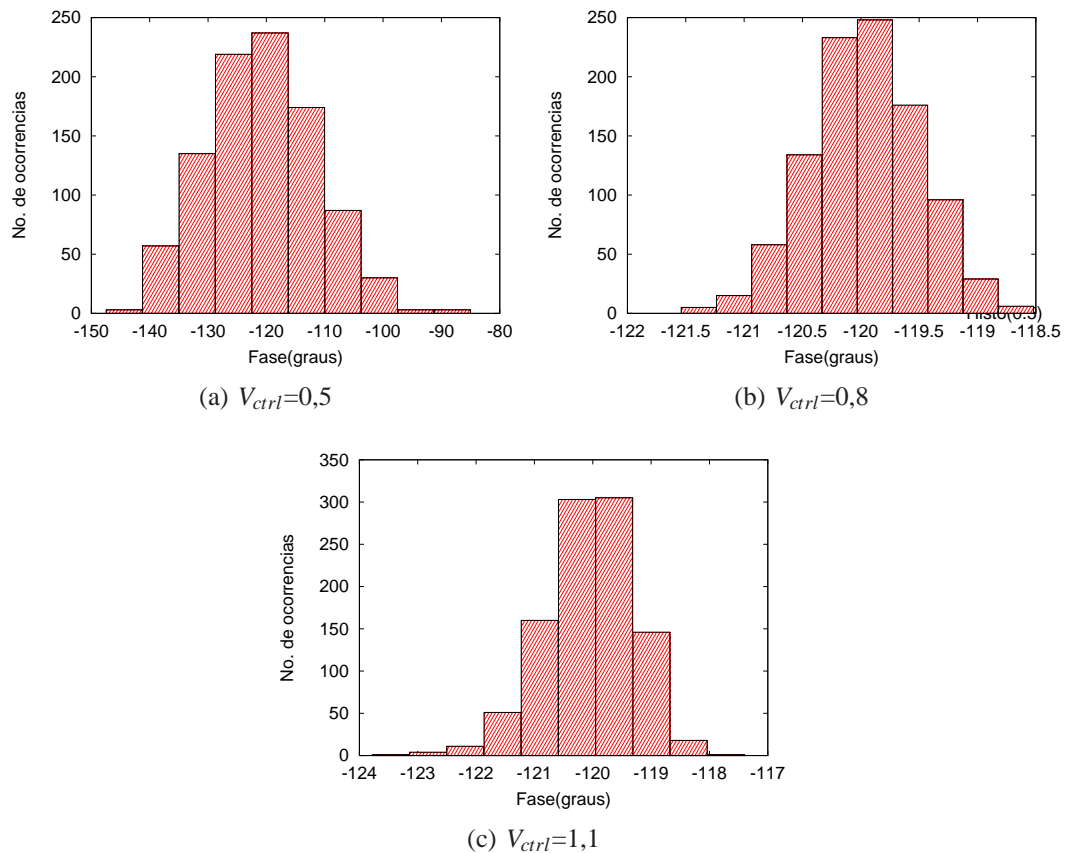 250
200
150
100
50
0
No. de ocorrencias
-150 -140 -130 -120 -110 -100 -90 -80
Fase(graus)
(a) Vctrl=0,5
250
200
150
100
50
0
No. de ocorrencias
-122 -121.5 -121 -120.5 -120 -119.5 -119 -118.5
Histo(0.5)
Fase(graus)
(b) Vctrl=0,8
350
300
250
200
150
100
50
0
No. de ocorrencias
-124 -123 -122 -121 -120 -119 -118 -117
Fase(graus)
(c) Vctrl=1,1